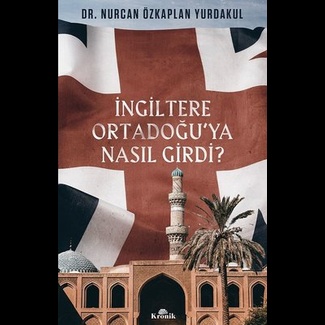 DR. NURCAN ÖZKAPLAN YURDAKUL
İNGİLTERE
ORTADOĞU'YA
NASIL GİRDİ?
Kronik